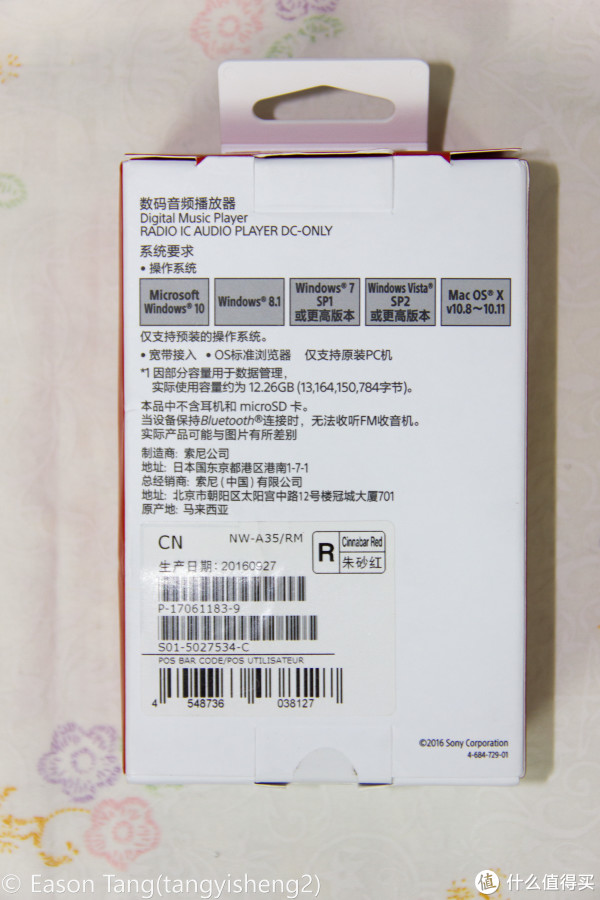 数码音频播放器
Digital Music Player
RADIO IC AUDIO PLAYER DC-ONLY
系统要求
• 操作系统
Microsoft Windows® 10
Windows® 8.1
Windows® 7 SP1 或更高版本
Windows Vista® SP2 或更高版本
Mac OS® X v10.8～10.11
仅支持预装的操作系统。
• 宽带接入 • OS标准浏览器 仅支持原装PC机
*1 因部分容量用于数据管理，
实际使用容量约为 12.26GB (13,164,150,784字节)。
本品中不含耳机和 microSD 卡。
当设备保持Bluetooth®连接时，无法收听FM收音机。
实际产品可能与图片有所差别
制造商: 索尼公司
地址: 日本国东京都港区港南1-7-1
总经销商: 索尼 (中国) 有限公司
地址: 北京市朝阳区太阳宫中路12号楼冠城大厦701
原产地: 马来西亚
CN NW-A35/RM
R Cinnabar Red
朱砂红
生产日期: 20160927
P-17061183-9
S01-5027534-C
POS BAR CODE/POS UTILISATEUR
4 548736 038127
©2016 Sony Corporation
4-684-729-01
© Eason Tang(tangyisheng2)
值 什么值得买